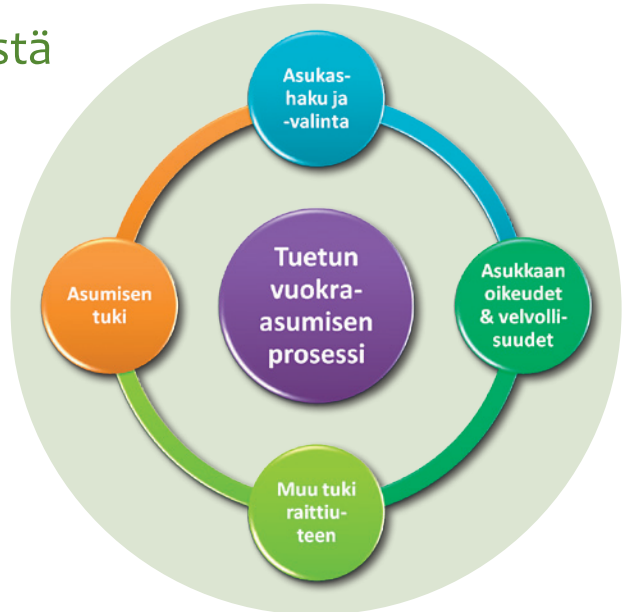 stä
Asukas-
haku ja
-valinta
Tuetun
vuokra-
asumisen
prosessi
Asukkaan
oikeudet
& velvolli-
suudet
Asumisen
tuki
Muu tuki
raittiu-
teen